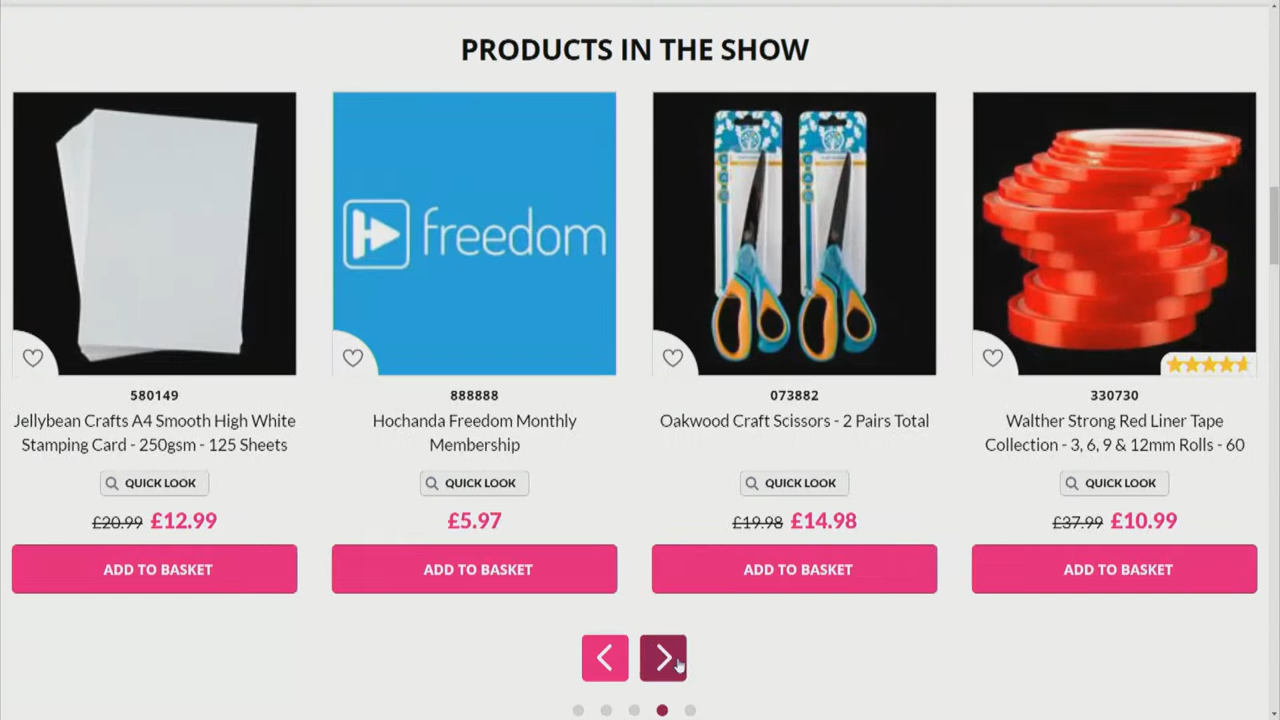 PRODUCTS IN THE SHOW
freedom
580149
Jellybean Crafts A4 Smooth High White
Stamping Card - 250gsm - 125 Sheets
QUICK LOOK
£20.99 £12.99
ADD TO BASKET
888888
Hochanda Freedom Monthly
Membership
QUICK LOOK
£5.97
ADD TO BASKET
073882
Oakwood Craft Scissors - 2 Pairs Total
QUICK LOOK
£19.98 £14.98
ADD TO BASKET
330730
Walther Strong Red Liner Tape
Collection - 3, 6, 9 & 12mm Rolls - 60
QUICK LOOK
£37.99 £10.99
ADD TO BASKET